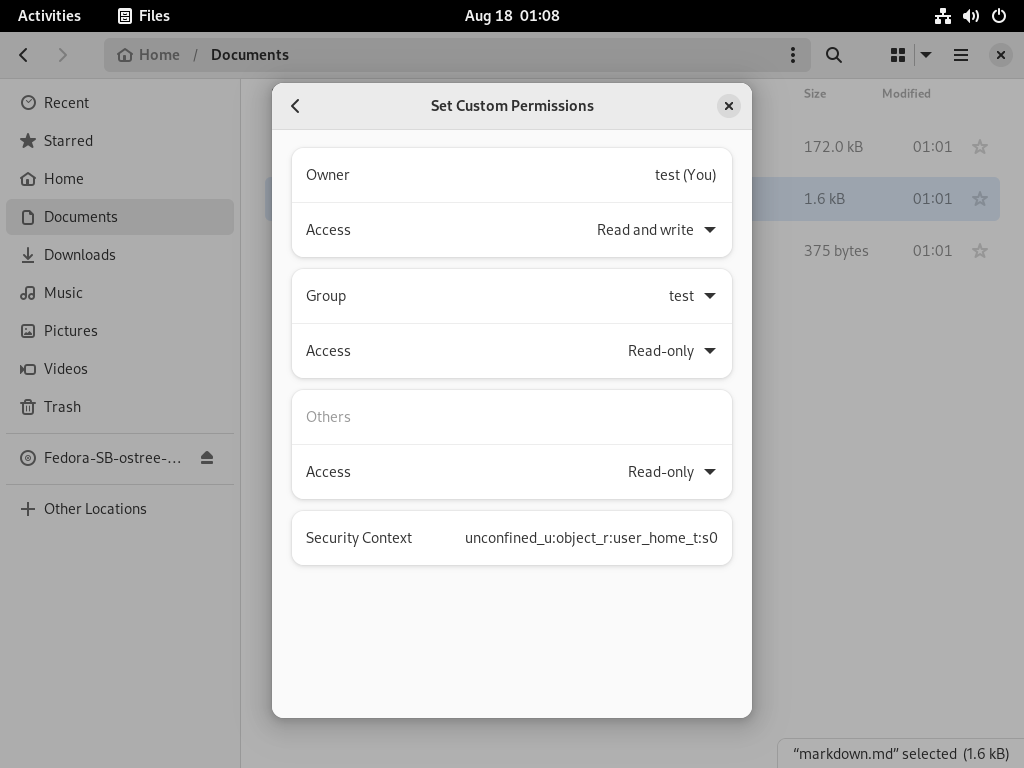 Activities Files Aug 18 01:08
Home / Documents
Set Custom Permissions
Size Modified
Recent
Starred
Home
Documents
Downloads
Music
Pictures
Videos
Trash
Fedora-SB-ostree-...
Other Locations
Owner test (You)
Access Read and write
Group test
Access Read-only
Others
Access Read-only
Security Context unconfined_u:object_r:user_home_t:s0
172.0 kB 01:01
1.6 kB 01:01
375 bytes 01:01
“markdown.md” selected (1.6 kB)